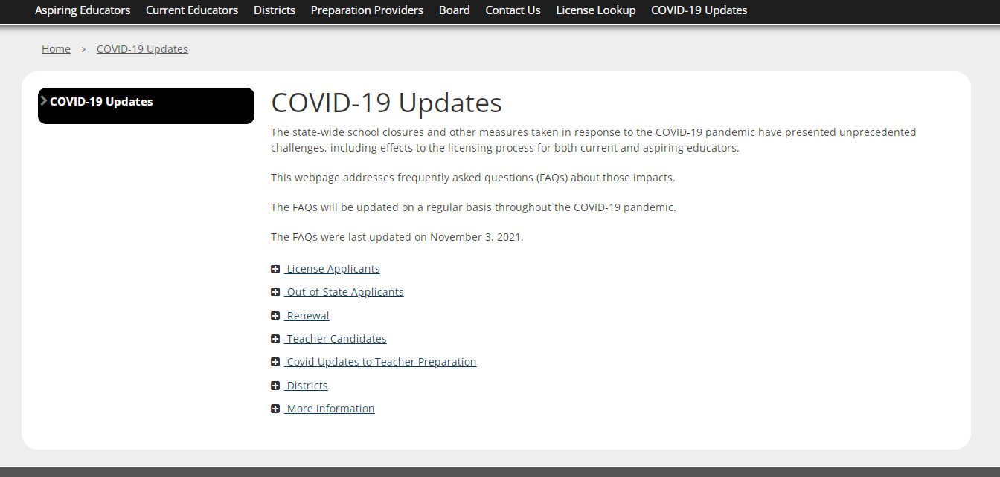 Aspiring Educators Current Educators Districts Preparation Providers Board Contact Us License Lookup COVID-19 Updates
Home > COVID-19 Updates
COVID-19 Updates
COVID-19 Updates
The state-wide school closures and other measures taken in response to the COVID-19 pandemic have presented unprecedented
challenges, including effects to the licensing process for both current and aspiring educators.
This webpage addresses frequently asked questions (FAQs) about those impacts.
The FAQs will be updated on a regular basis throughout the COVID-19 pandemic.
The FAQs were last updated on November 3, 2021.
License Applicants
Out-of-State Applicants
Renewal
Teacher Candidates
Covid Updates to Teacher Preparation
Districts
More Information